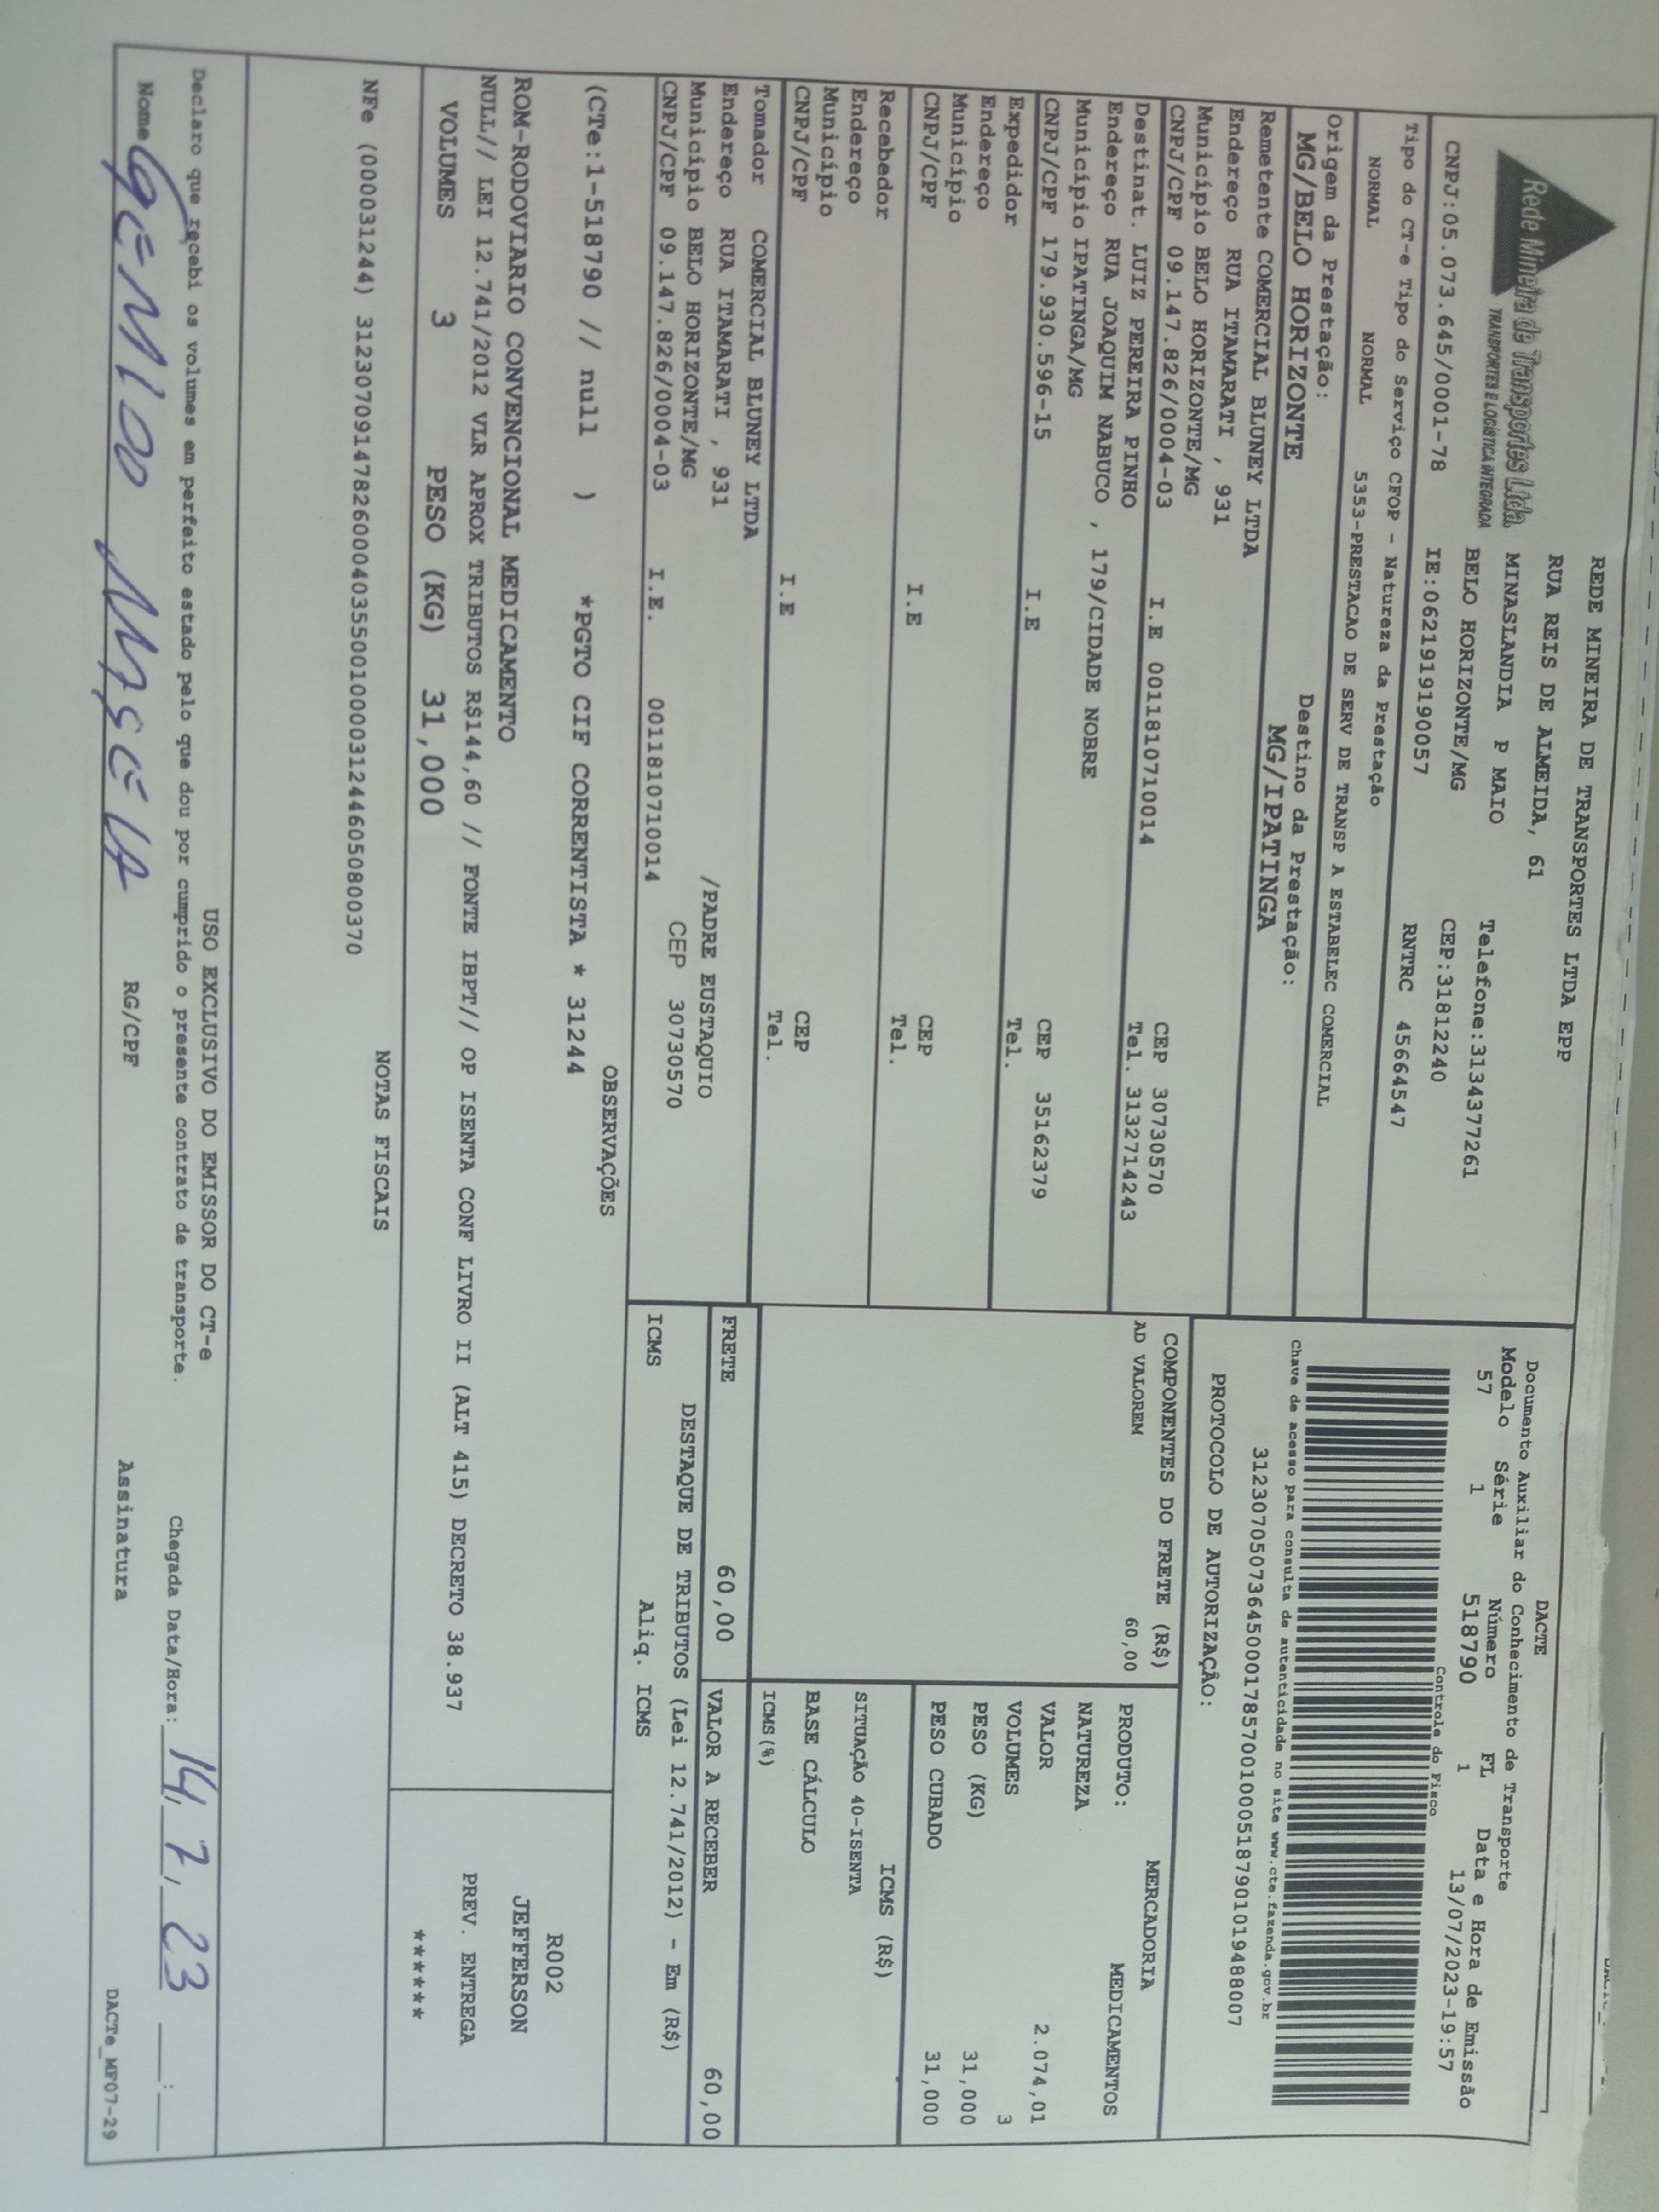 Rede Mineira de Transportes Ltda.
TRANSPORTES E LOGÍSTICA INTEGRADA
REDE MINEIRA DE TRANSPORTES LTDA EPP
RUA REIS DE ALMEIDA, 61
MINASLANDIA P MAIO Telefone:3134377261
BELO HORIZONTE/MG CEP:31812240
CNPJ:05.073.645/0001-78 IE:0621919190057 RNTRC 45664547
Tipo do CT-e Tipo do Serviço CFOP - Natureza da Prestação
NORMAL NORMAL 5353-PRESTACAO DE SERV DE TRANSP A ESTABELEC COMERCIAL
Origem da Prestação: Destino da Prestação:
MG/BELO HORIZONTE MG/IPATINGA
DACTE
Documento Auxiliar do Conhecimento de Transporte
Modelo Série Número FL Data e Hora de Emissão
57 1 518790 1 13/07/2023-19:57
Controle do Fisco
Chave de acesso para consulta de autenticidade no site www.cte.fazenda.gov.br
31230705073645000178570010005187901019488007
PROTOCOLO DE AUTORIZAÇÃO:
Remetente COMERCIAL BLUNEY LTDA
Endereço RUA ITAMARATI , 931
Município BELO HORIZONTE/MG CEP 30730570
CNPJ/CPF 09.147.826/0004-03 I.E 0011810710014 Tel. 3132714243
Destinat. LUIZ PEREIRA PINHO
Endereço RUA JOAQUIM NABUCO , 179/CIDADE NOBRE
Município IPATINGA/MG CEP 35162379
CNPJ/CPF 179.930.596-15 I.E Tel.
Expedidor
Endereço
Município CEP
CNPJ/CPF I.E Tel.
Recebedor
Endereço
Município CEP
CNPJ/CPF I.E Tel.
Tomador COMERCIAL BLUNEY LTDA
Endereço RUA ITAMARATI , 931 /PADRE EUSTAQUIO
Município BELO HORIZONTE/MG CEP 30730570
CNPJ/CPF 09.147.826/0004-03 I.E. 0011810710014
COMPONENTES DO FRETE (R$)
AD VALOREM 60,00
MERCADORIA
PRODUTO: MEDICAMENTOS
NATUREZA
VALOR 2.074,01
VOLUMES 3
PESO (KG) 31,000
PESO CUBADO 31,000
ICMS (R$)
SITUAÇÃO 40-ISENTA
BASE CÁLCULO
ICMS(%)
FRETE 60,00 VALOR A RECEBER 60,00
DESTAQUE DE TRIBUTOS (Lei 12.741/2012) - Em (R$)
ICMS Aliq. ICMS
OBSERVAÇÕES
(CTe:1-518790 // null ) *PGTO CIF CORRENTISTA * 31244
ROM-RODOVIARIO CONVENCIONAL MEDICAMENTO
NULL// LEI 12.741/2012 VLR APROX TRIBUTOS R$144,60 // FONTE IBPT// OP ISENTA CONF LIVRO II (ALT 415) DECRETO 38.937
VOLUMES 3 PESO (KG) 31,000
R002
JEFFERSON
PREV. ENTREGA
******
NOTAS FISCAIS
NFe (000031244) 31230709147826000403550010000312446050800370
USO EXCLUSIVO DO EMISSOR DO CT-e
Declaro que recebi os volumes em perfeito estado pelo que dou por cumprido o presente contrato de transporte. Chegada Data/Hora: 14/7/23 ___:___
Nome RG/CPF Assinatura
DACTe_MF07-29